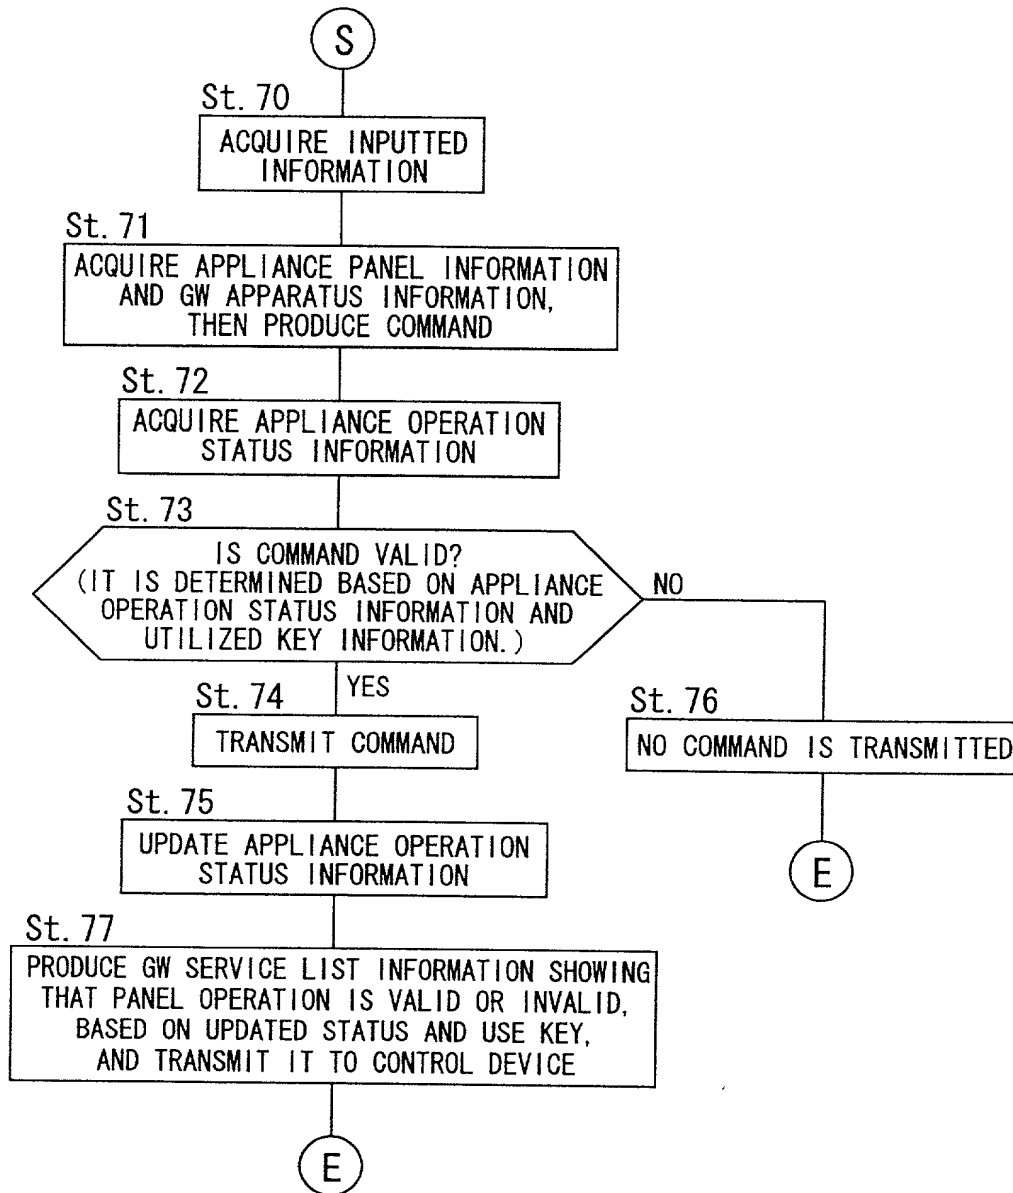 S
St. 70
ACQUIRE INPUTTED
INFORMATION
St. 71
ACQUIRE APPLIANCE PANEL INFORMATION
AND GW APPARATUS INFORMATION,
THEN PRODUCE COMMAND
St. 72
ACQUIRE APPLIANCE OPERATION
STATUS INFORMATION
St. 73
IS COMMAND VALID?
(IT IS DETERMINED BASED ON APPLIANCE
OPERATION STATUS INFORMATION AND
UTILIZED KEY INFORMATION.)
NO
YES
St. 74
TRANSMIT COMMAND
St. 76
NO COMMAND IS TRANSMITTED
E
St. 75
UPDATE APPLIANCE OPERATION
STATUS INFORMATION
St. 77
PRODUCE GW SERVICE LIST INFORMATION SHOWING
THAT PANEL OPERATION IS VALID OR INVALID,
BASED ON UPDATED STATUS AND USE KEY,
AND TRANSMIT IT TO CONTROL DEVICE
E